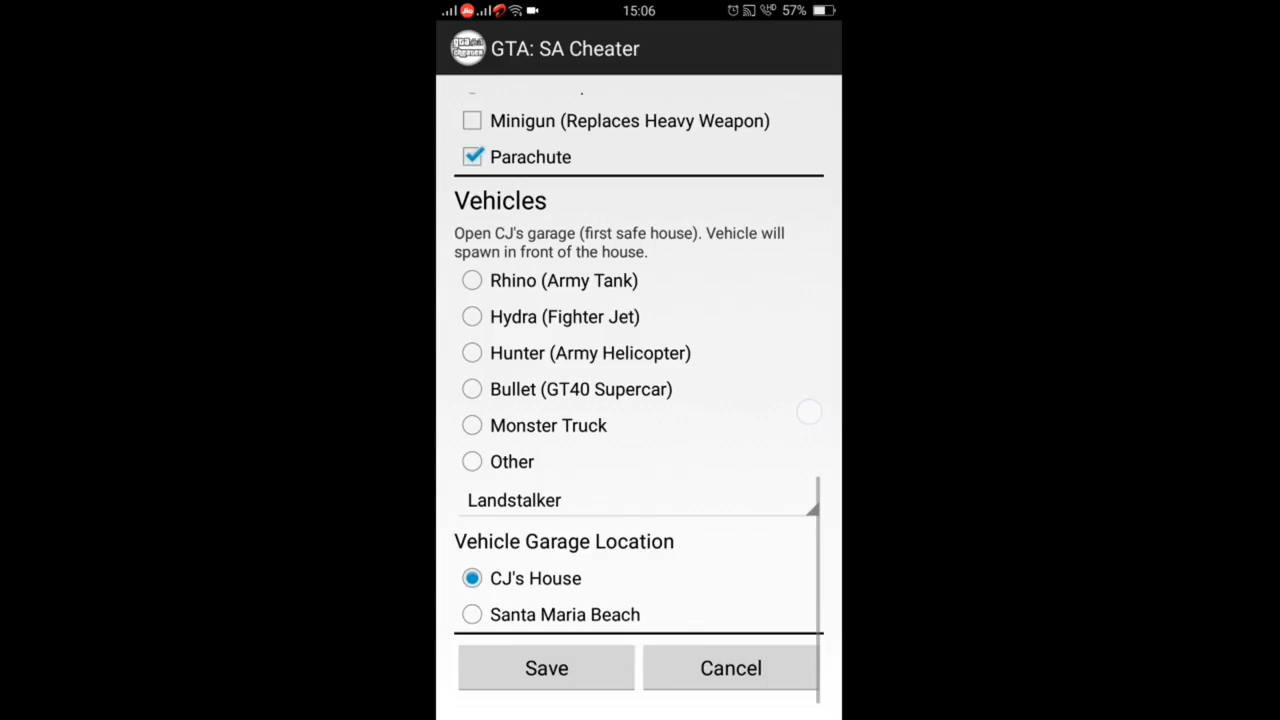 15:06
HD
57%
GTA: SA Cheater
Minigun (Replaces Heavy Weapon)
Parachute
Vehicles
Open CJ's garage (first safe house). Vehicle will
spawn in front of the house.
Rhino (Army Tank)
Hydra (Fighter Jet)
Hunter (Army Helicopter)
Bullet (GT40 Supercar)
Monster Truck
Other
Landstalker
Vehicle Garage Location
CJ's House
Santa Maria Beach
Save
Cancel